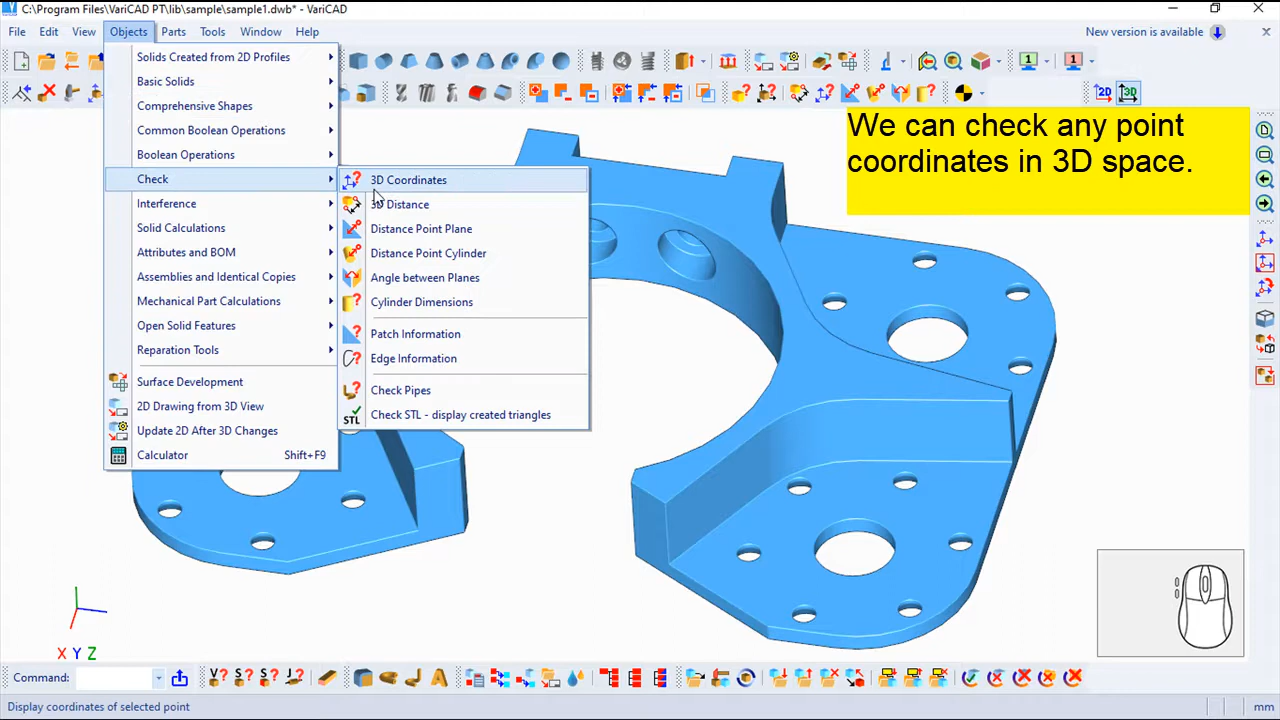 C:\Program Files\VariCAD PT\lib\sample\sample1.dwb* - VariCAD
File Edit View Objects Parts Tools Window Help
New version is available
Solids Created from 2D Profiles
Basic Solids
Comprehensive Shapes
Common Boolean Operations
Boolean Operations
Check
Interference
Solid Calculations
Attributes and BOM
Assemblies and Identical Copies
Mechanical Part Calculations
Open Solid Features
Reparation Tools
Surface Development
2D Drawing from 3D View
Update 2D After 3D Changes
Calculator Shift+F9
3D Coordinates
3D Distance
Distance Point Plane
Distance Point Cylinder
Angle between Planes
Cylinder Dimensions
Patch Information
Edge Information
Check Pipes
STL Check STL - display created triangles
1 1
2D 3D
We can check any point
coordinates in 3D space.
X Y Z
Command:
V? S? S? J?
Display coordinates of selected point
mm